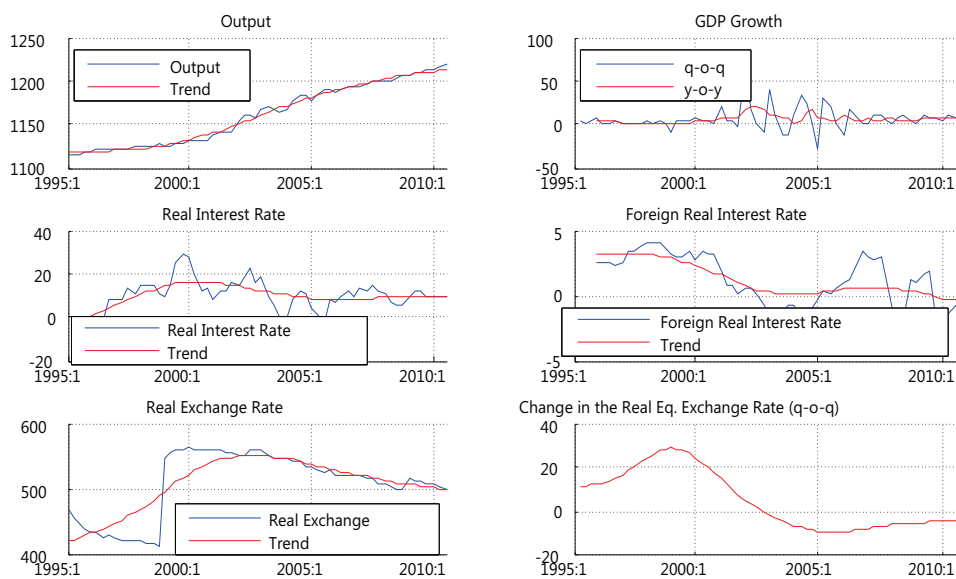 Output
1250
1200
1150
1100
Output
Trend
1995:1
2000:1
2005:1
2010:1
GDP Growth
100
50
0
-50
q-o-q
y-o-y
1995:1
2000:1
2005:1
2010:1
Real Interest Rate
40
20
0
-20
Real Interest Rate
Trend
1995:1
2000:1
2005:1
2010:1
Foreign Real Interest Rate
5
0
-5
Foreign Real Interest Rate
Trend
1995:1
2000:1
2005:1
2010:1
Real Exchange Rate
600
500
400
Real Exchange
Trend
1995:1
2000:1
2005:1
2010:1
Change in the Real Eq. Exchange Rate (q-o-q)
40
20
0
-20
1995:1
2000:1
2005:1
2010:1